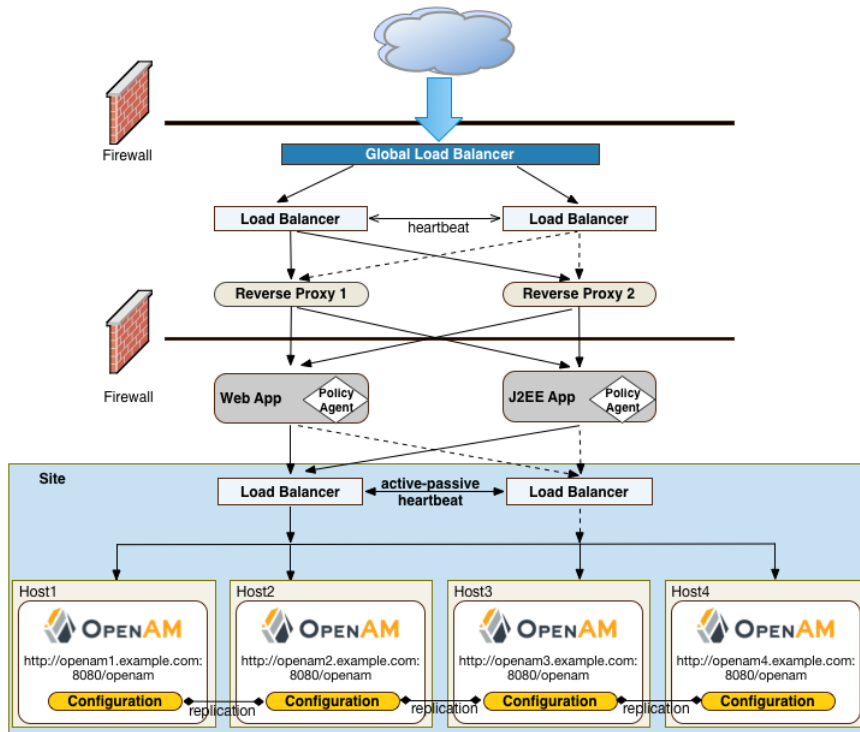 Firewall
Global Load Balancer
Load Balancer
heartbeat
Load Balancer
Reverse Proxy 1
Reverse Proxy 2
Firewall
Web App
Policy
Agent
J2EE App
Policy
Agent
Site
Load Balancer
active-passive
heartbeat
Load Balancer
Host1
OPENAM
http://openam1.example.com:
8080/openam
Configuration
replication
Host2
OPENAM
http://openam2.example.com:
8080/openam
Configuration
replication
Host3
OPENAM
http://openam3.example.com:
8080/openam
Configuration
replication
Host4
OPENAM
http://openam4.example.com:
8080/openam
Configuration